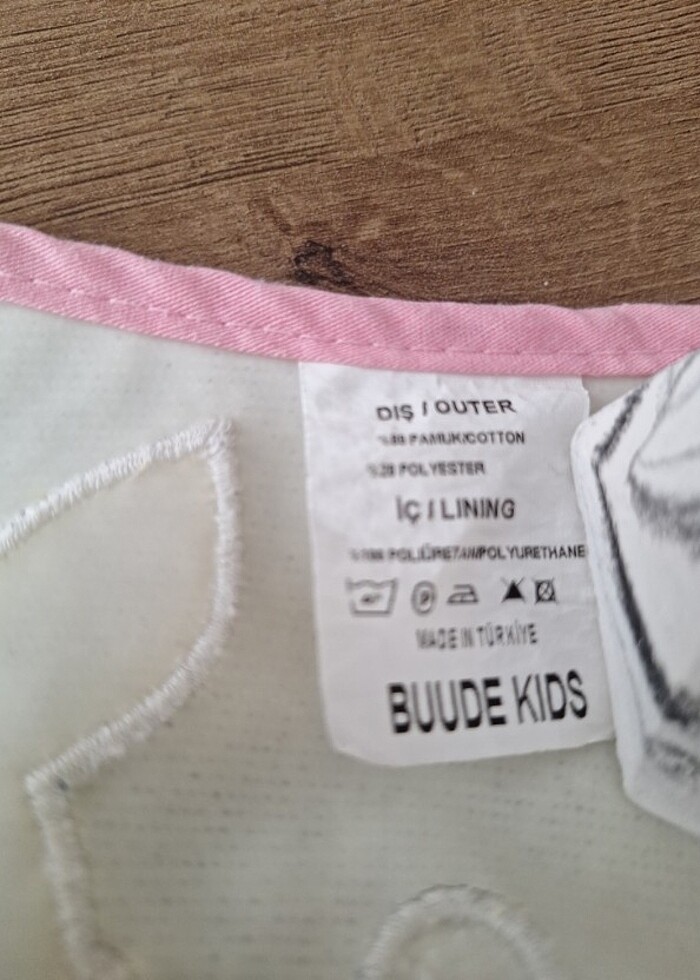 DIŞ / OUTER
PAMUK/COTTON
POLYESTER
İÇ / LINING
POLİÜRETAN/POLYURETHANE
MADE IN TÜRKİYE
BUUDE KIDS